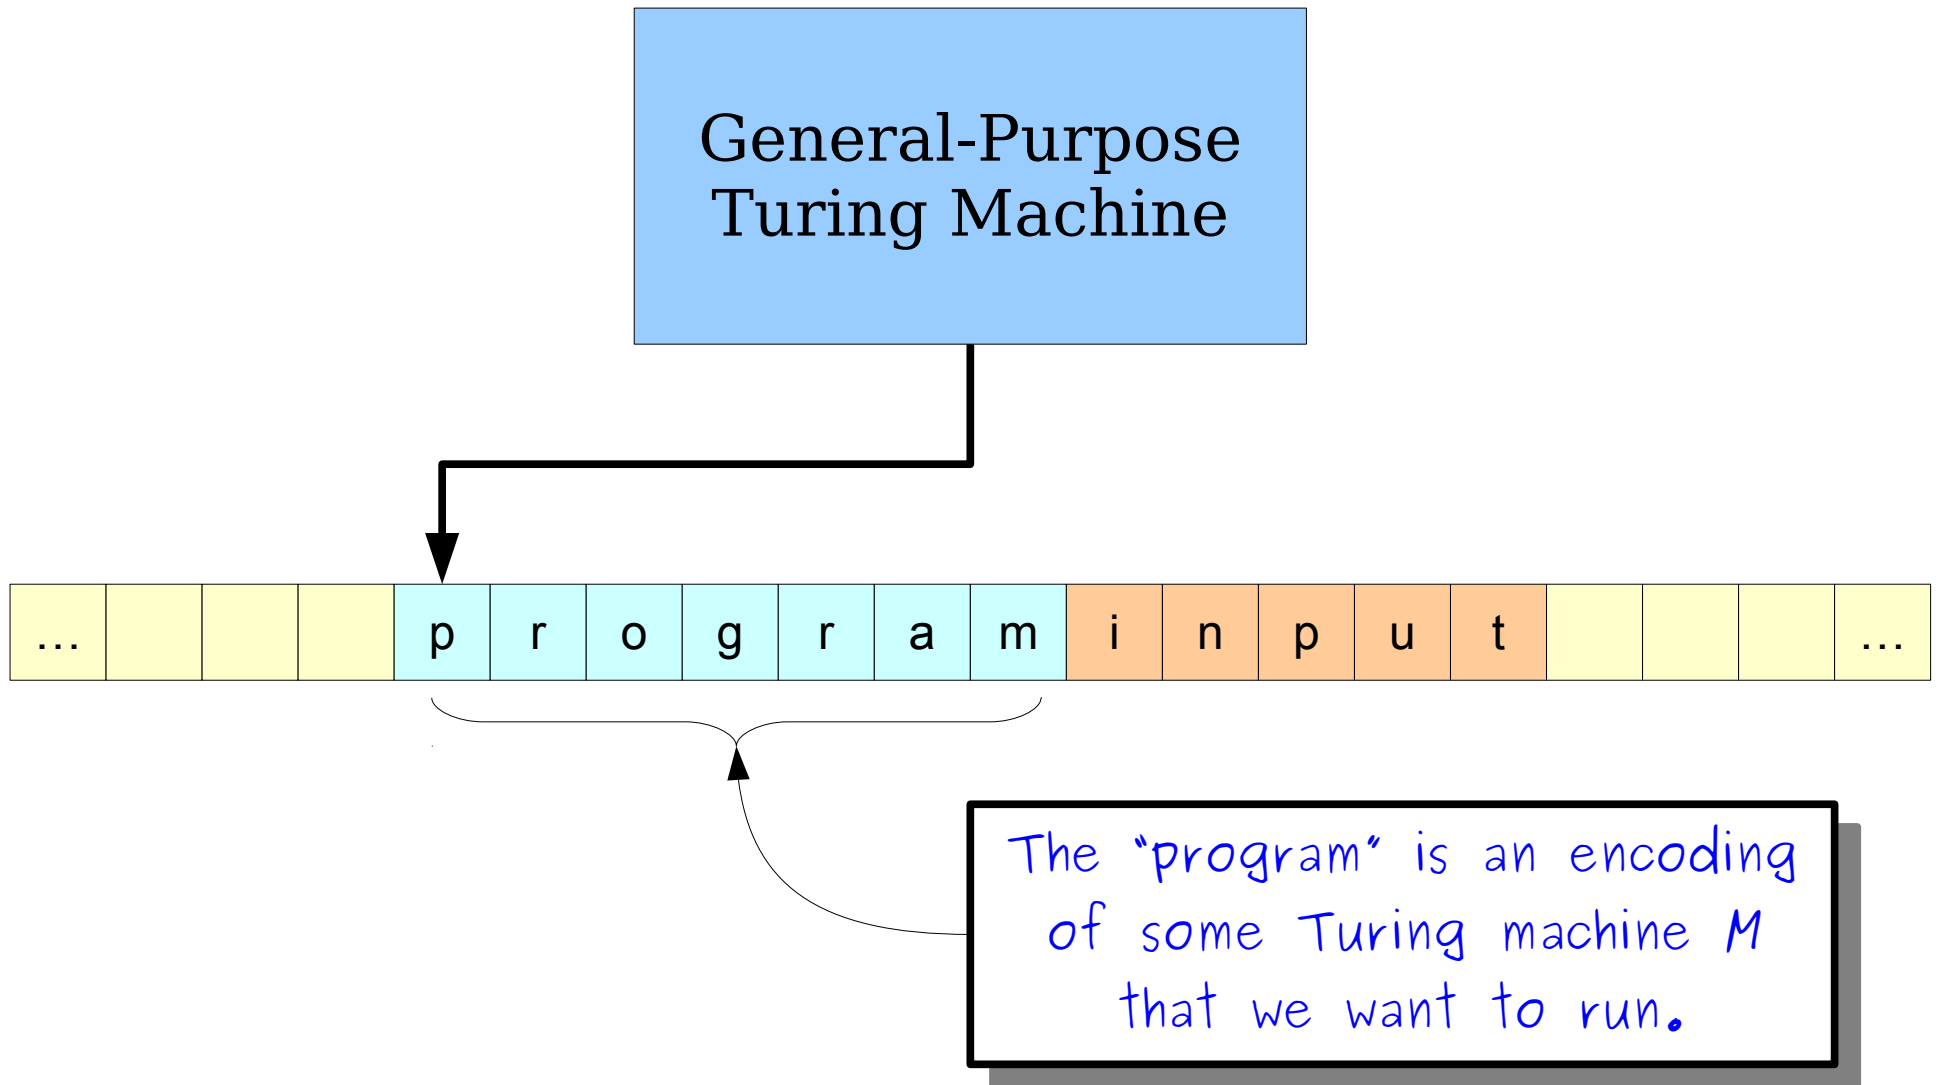 General-Purpose
Turing Machine
... p r o g r a m i n p u t ...
The "program" is an encoding
of some Turing machine M
that we want to run.